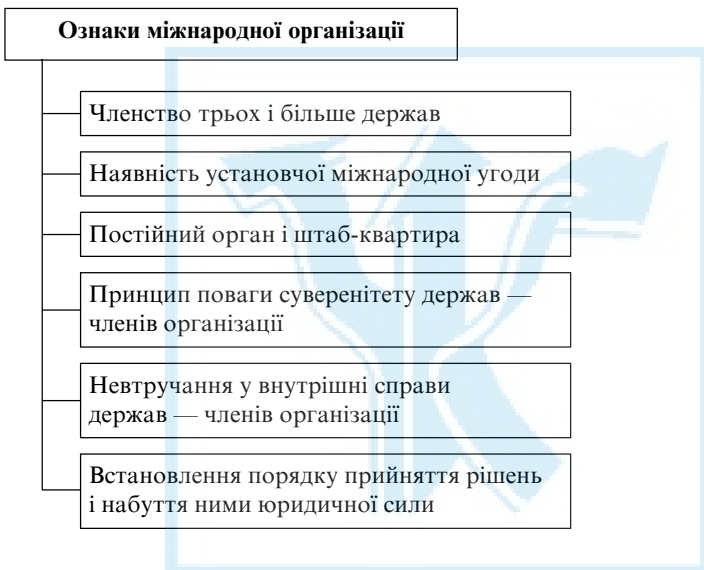 Ознаки міжнародної організації
Членство трьох і більше держав
Наявність установчої міжнародної угоди
Постійний орган і штаб-квартира
Принцип поваги суверенітету держав —
членів організації
Невтручання у внутрішні справи
держав — членів організації
Встановлення порядку прийняття рішень
і набуття ними юридичної сили